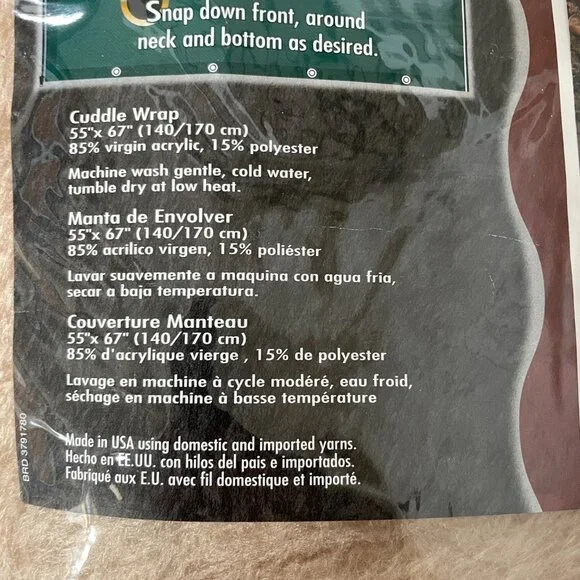 Snap down front, around
neck and bottom as desired.
Cuddle Wrap
55"x 67" (140/170 cm)
85% virgin acrylic, 15% polyester
Machine wash gentle, cold water,
tumble dry at low heat.
Manta de Envolver
55"x 67" (140/170 cm)
85% acrilico virgen, 15% poliéster
Lavar suavemente a maquina con agua fria,
secar a baja temperatura.
Couverture Manteau
55"x 67" (140/170 cm)
85% d'acrylique vierge , 15% de polyester
Lavage en machine à cycle modéré, eau froid,
séchage en machine à basse température
Made in USA using domestic and imported yarns.
Hecho en EE.UU. con hilos del pais e importados.
Fabriqué aux E.U. avec fil domestique et importé.
BRD 3791780